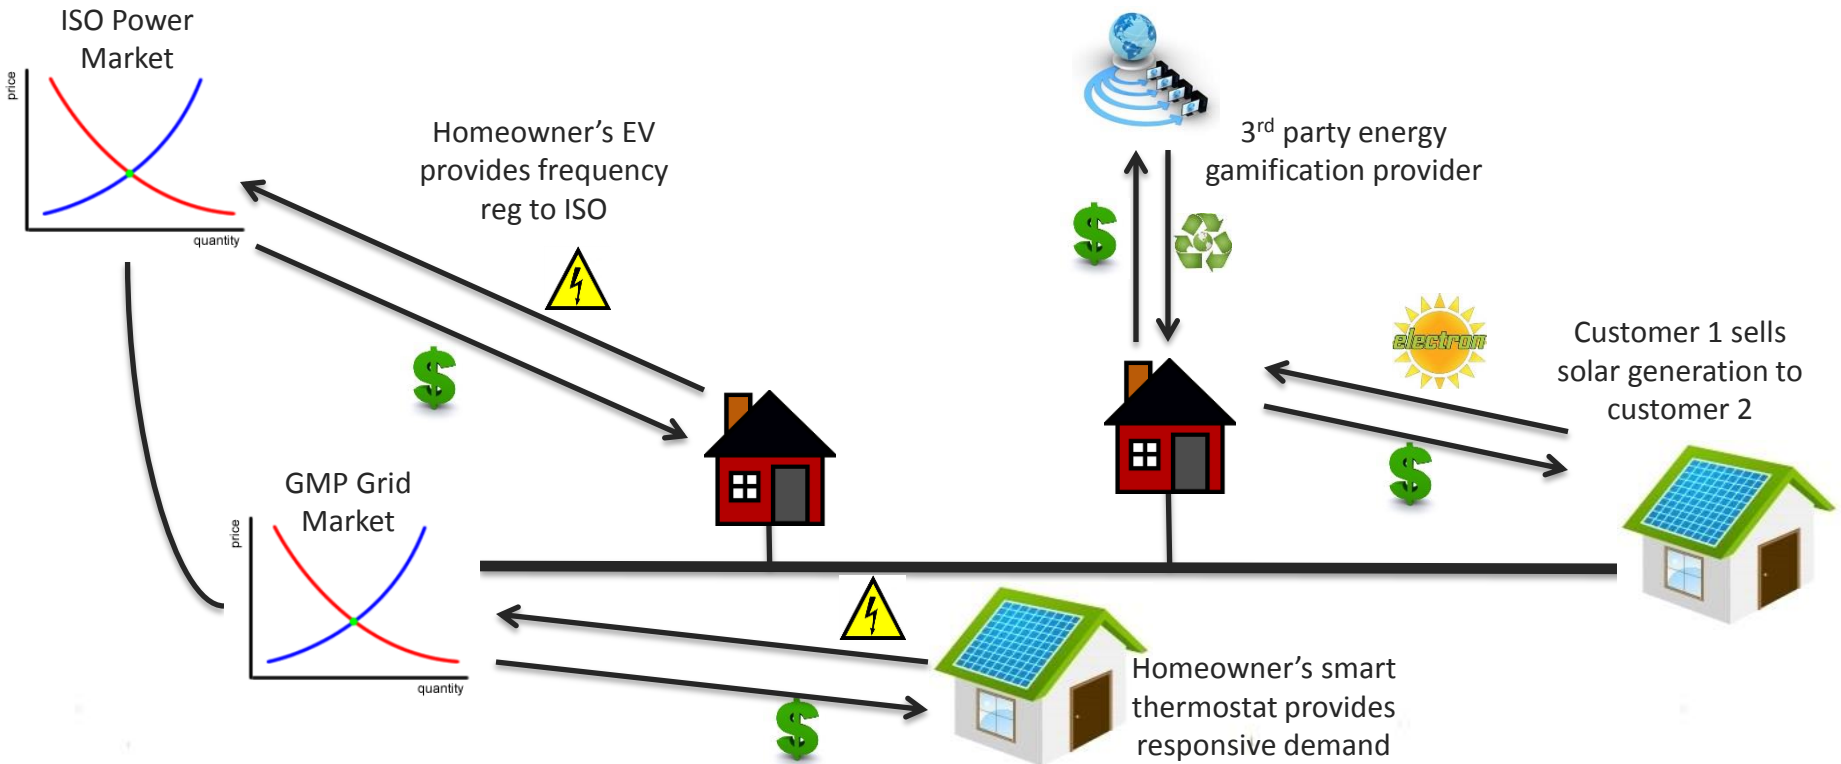 ISO Power
Market
price
quantity
Homeowner’s EV
provides frequency
reg to ISO
3rd party energy
gamification provider
electron
Customer 1 sells
solar generation to
customer 2
GMP Grid
Market
price
quantity
Homeowner’s smart
thermostat provides
responsive demand